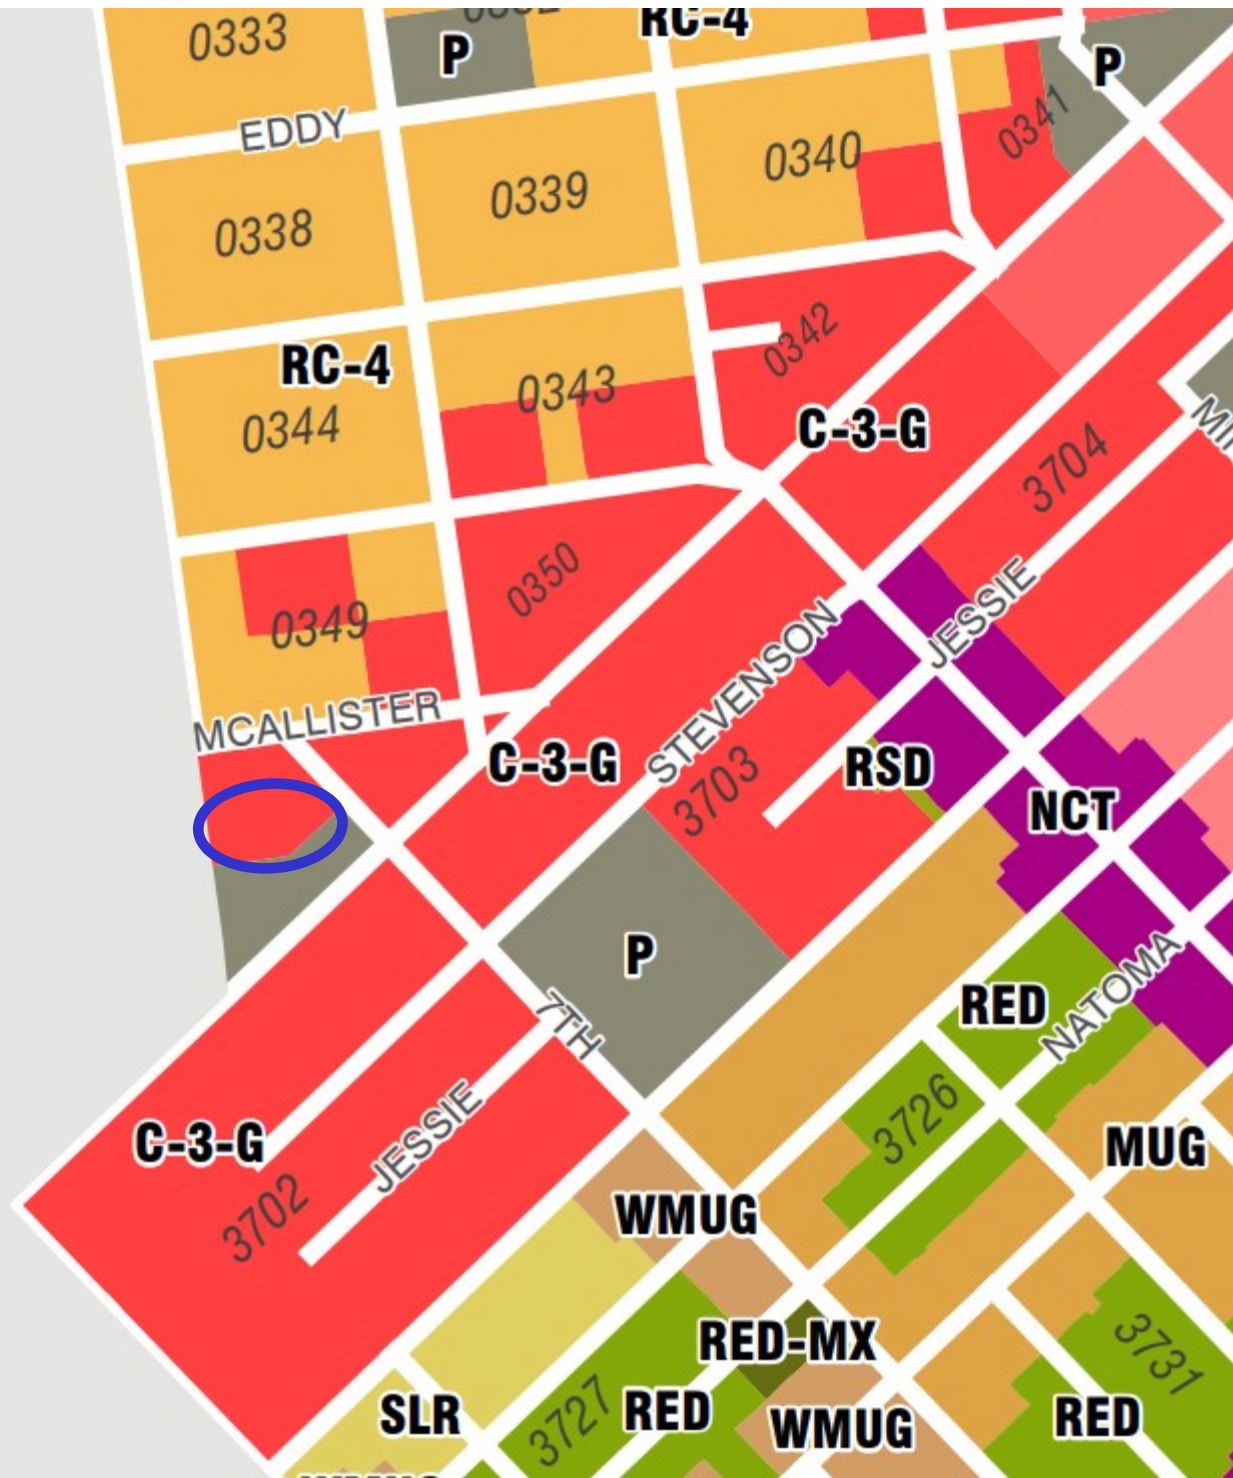 0333
P
RC-4
P
EDDY
0341
0340
0339
0338
0342
RC-4
0343
0344
C-3-G
3704
0350
JESSIE
0349
STEVENSON
MCALLISTER
C-3-G
3703
RSD
NCT
P
RED
NATOMA
7TH
3726
JESSIE
C-3-G
MUG
3702
WMUG
RED-MX
3731
SLR
3727
RED
WMUG
RED